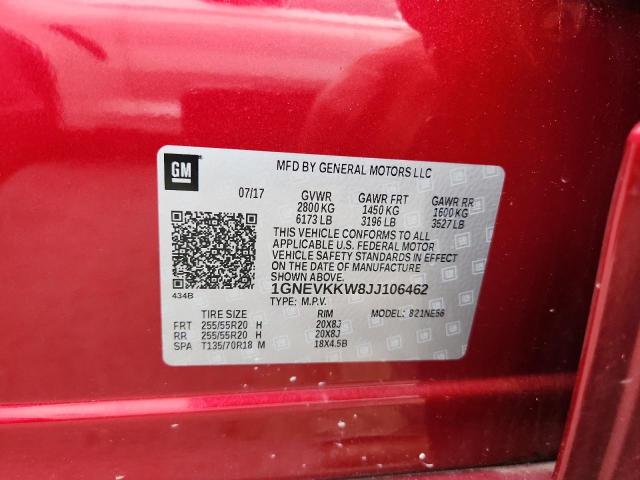 GM
MFD BY GENERAL MOTORS LLC
07/17 GVWR GAWR FRT GAWR RR
2800 KG 1450 KG 1600 KG
6173 LB 3196 LB 3527 LB
THIS VEHICLE CONFORMS TO ALL
APPLICABLE U.S. FEDERAL MOTOR
VEHICLE SAFETY STANDARDS IN EFFECT
ON THE DATE OF MANUFACTURE SHOWN ABOVE.
434B
1GNEVKKW8JJ106462
TYPE: M.P.V. MODEL: 821NE56
TIRE SIZE RIM
FRT 255/55R20 H 20X8J
RR 255/55R20 H 20X8J
SPA T135/70R18 M 18X4.5B